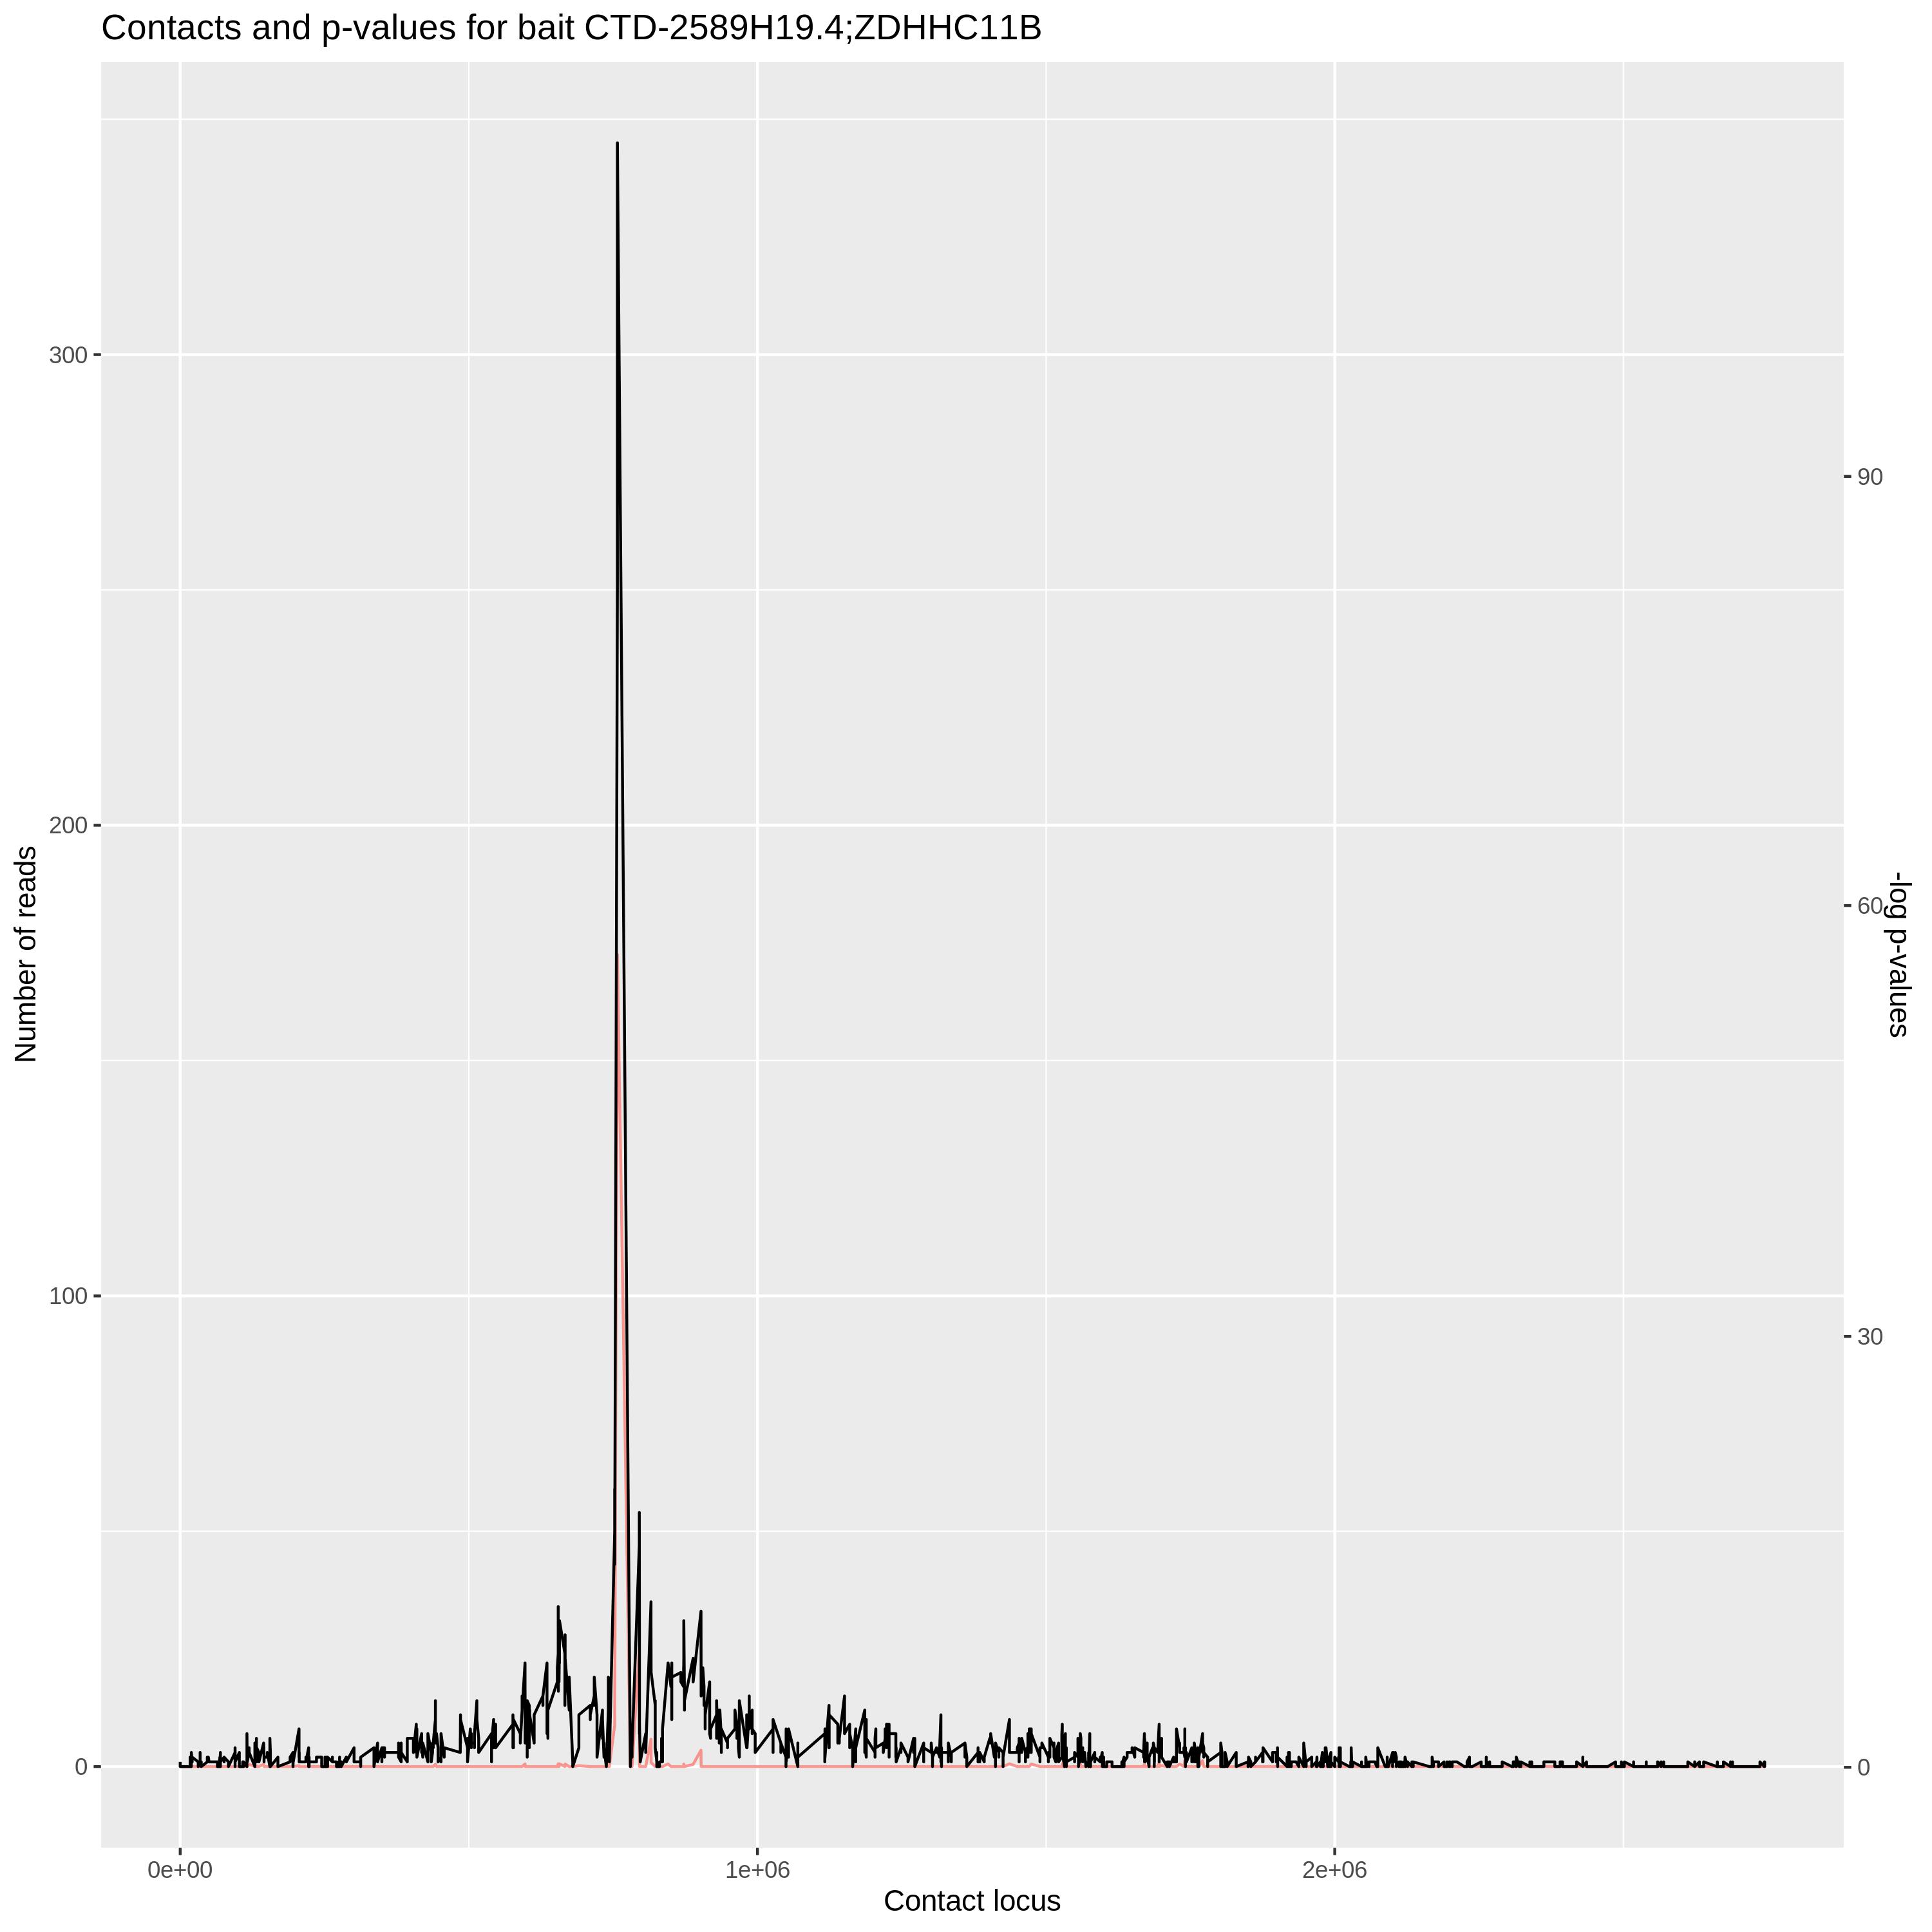 Contacts and p-values for bait CTD-2589H19.4;ZDHHC11B
300
200
100
0
Number of reads
90
60
30
0
-log p-values
0e+00
1e+06
2e+06
Contact locus